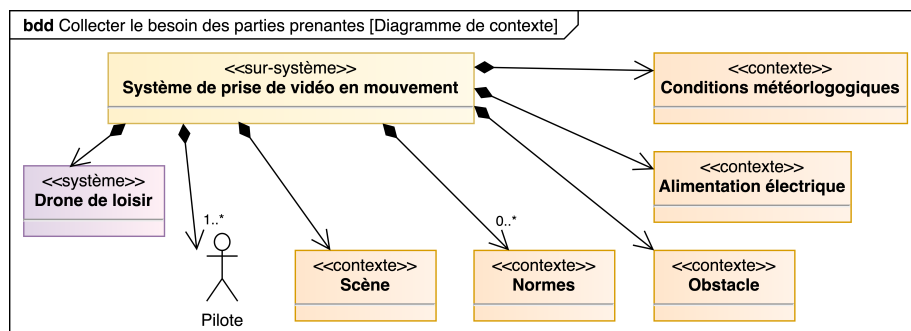 bdd Collecter le besoin des parties prenantes [Diagramme de contexte]
<<sur-système>>
Système de prise de vidéo en mouvement
<<contexte>>
Conditions météorlogogiques
<<contexte>>
Alimentation électrique
<<système>>
Drone de loisir
1..*
Pilote
<<contexte>>
Scène
0..*
<<contexte>>
Normes
<<contexte>>
Obstacle